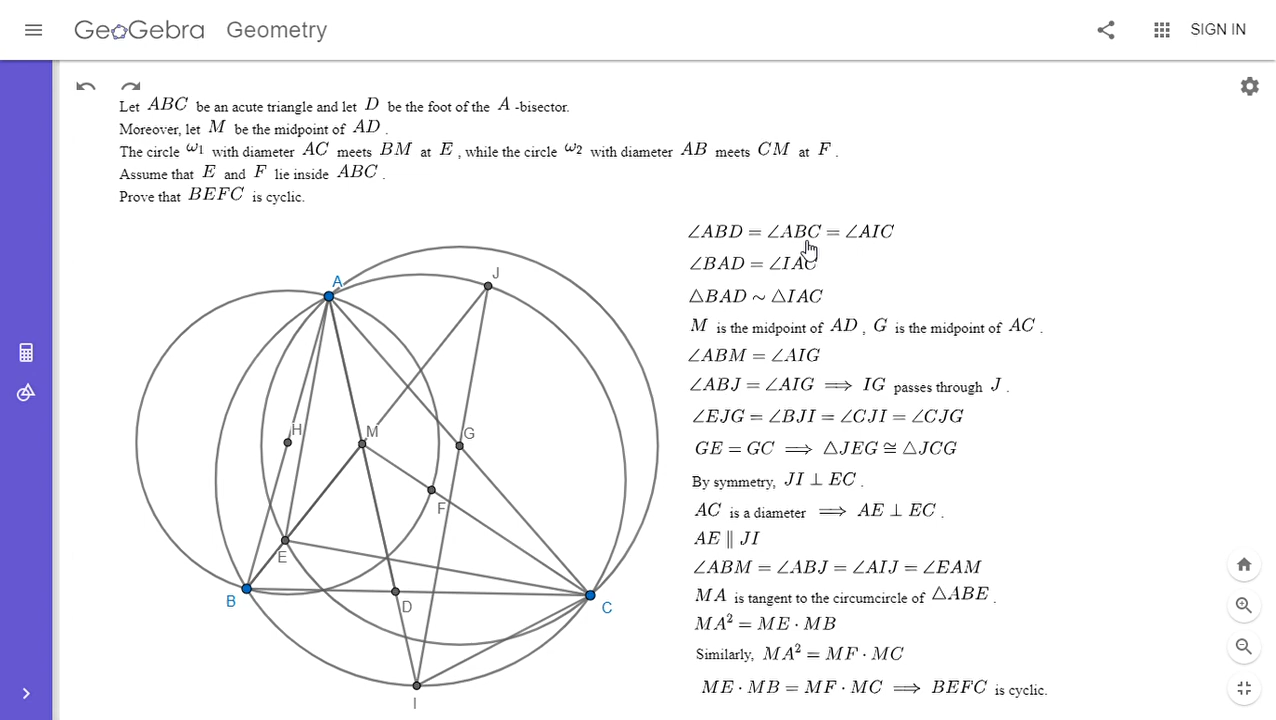 GeoGebra Geometry SIGN IN
Let ABC be an acute triangle and let D be the foot of the A -bisector.
Moreover, let M be the midpoint of AD .
The circle ω₁ with diameter AC meets BM at E , while the circle ω₂ with diameter AB meets CM at F .
Assume that E and F lie inside ABC .
Prove that BEFC is cyclic.
∠ABD = ∠ABC = ∠AIC
∠BAD = ∠IAC
△BAD ∼ △IAC
M is the midpoint of AD , G is the midpoint of AC .
∠ABM = ∠AIG
∠ABJ = ∠AIG ⟹ IG passes through J .
∠EJG = ∠BJI = ∠CJI = ∠CJG
GE = GC ⟹ △JEG ≅ △JCG
By symmetry, JI ⊥ EC .
AC is a diameter ⟹ AE ⊥ EC .
AE ∥ JI
∠ABM = ∠ABJ = ∠AIJ = ∠EAM
MA is tangent to the circumcircle of △ABE .
MA² = ME · MB
Similarly, MA² = MF · MC
ME · MB = MF · MC ⟹ BEFC is cyclic.
A
J
H
M
G
F
E
B
D
C
I